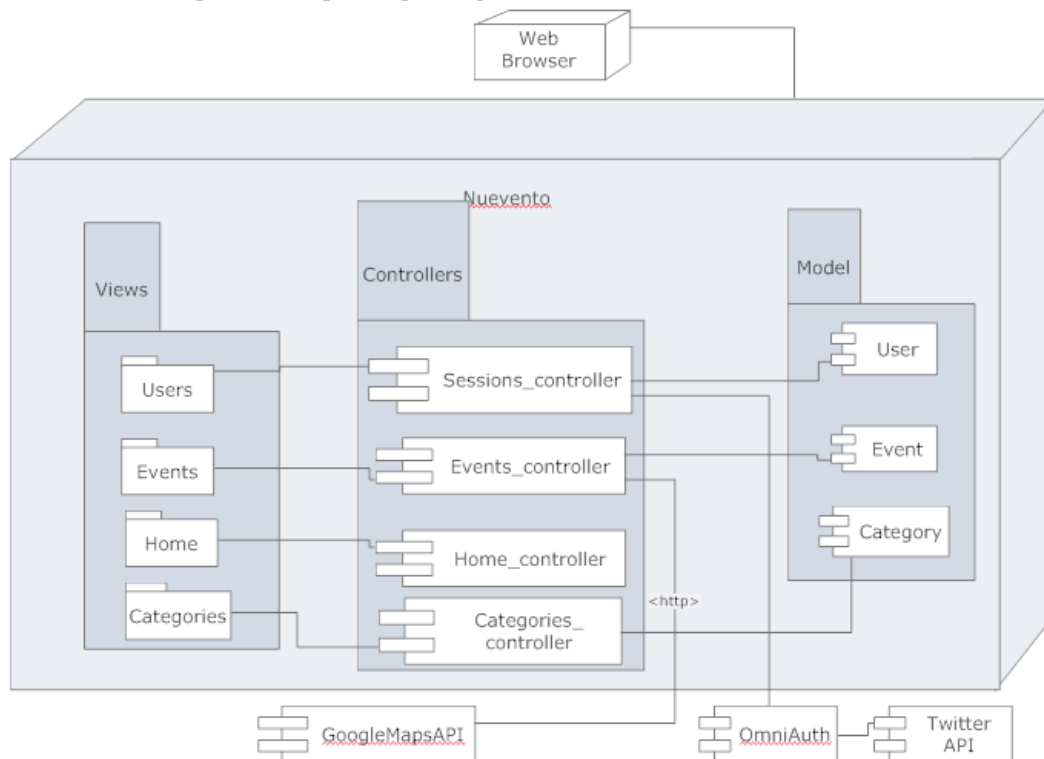 Web
Browser
Nuevento
Views
Controllers
Model
Users
Events
Home
Categories
Sessions_controller
Events_controller
Home_controller
Categories_
controller
User
Event
Category
<http>
GoogleMapsAPI
OmniAuth
Twitter
API